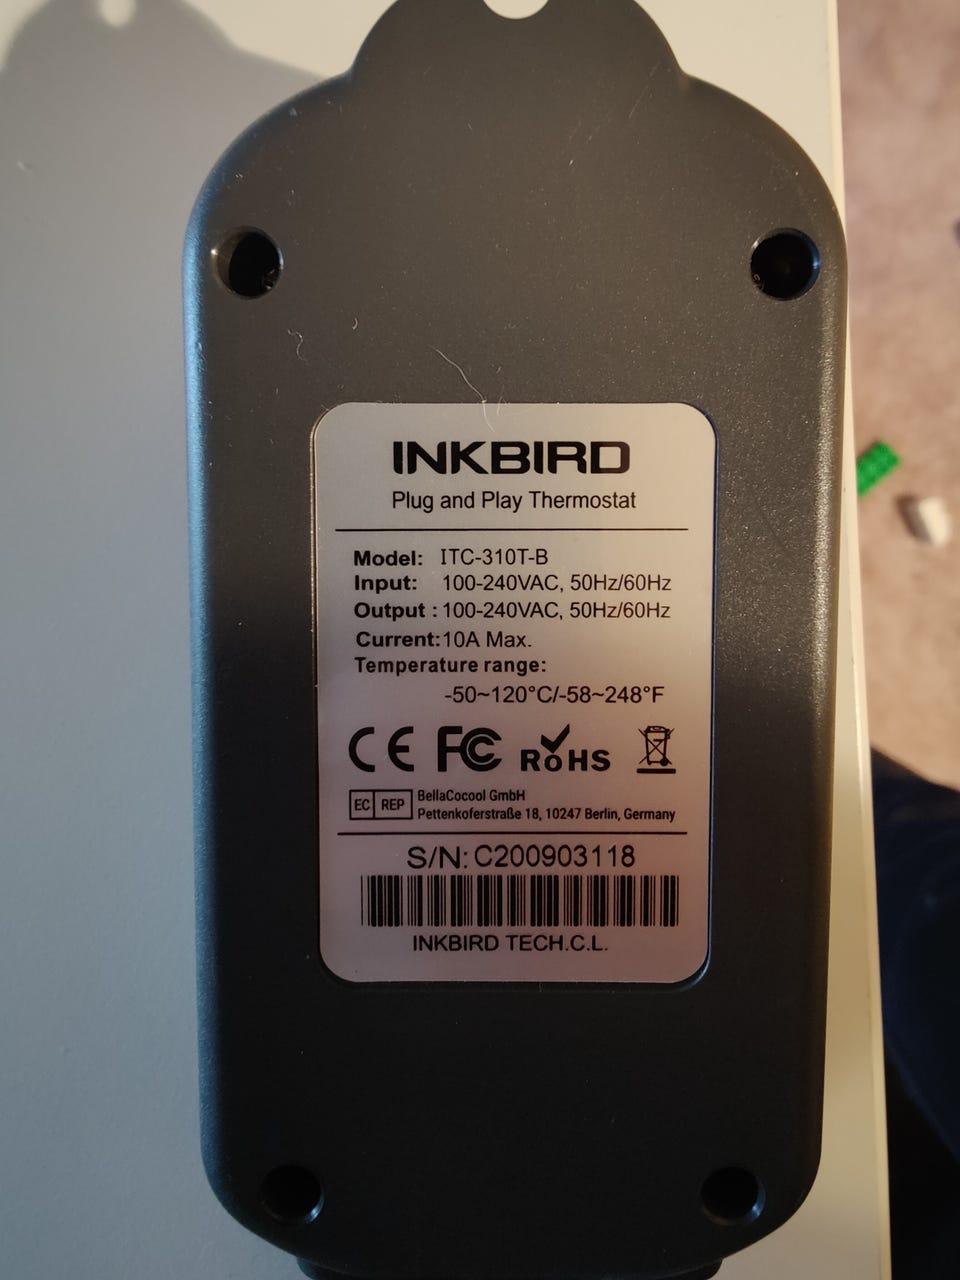 INKBIRD
Plug and Play Thermostat
Model: ITC-310T-B
Input: 100-240VAC, 50Hz/60Hz
Output : 100-240VAC, 50Hz/60Hz
Current: 10A Max.
Temperature range:
-50~120°C/-58~248°F
CE FC RoHS
EC REP BellaCocool GmbH
Pettenkoferstraße 18, 10247 Berlin, Germany
S/N: C200903118
INKBIRD TECH.C.L.